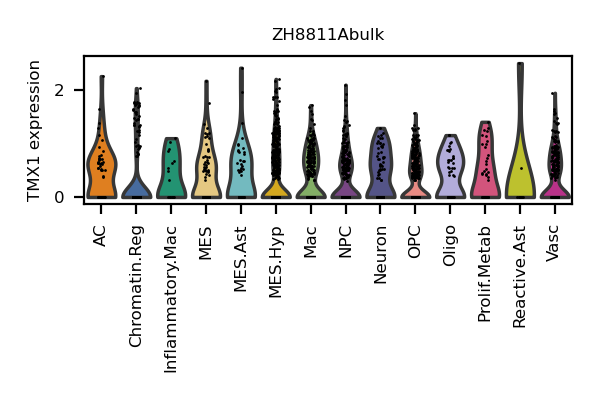 ZH8811Abulk
TMX1 expression
2
0
AC
Chromatin.Reg
Inflammatory.Mac
MES
MES.Ast
MES.Hyp
Mac
NPC
Neuron
OPC
Oligo
Prolif.Metab
Reactive.Ast
Vasc